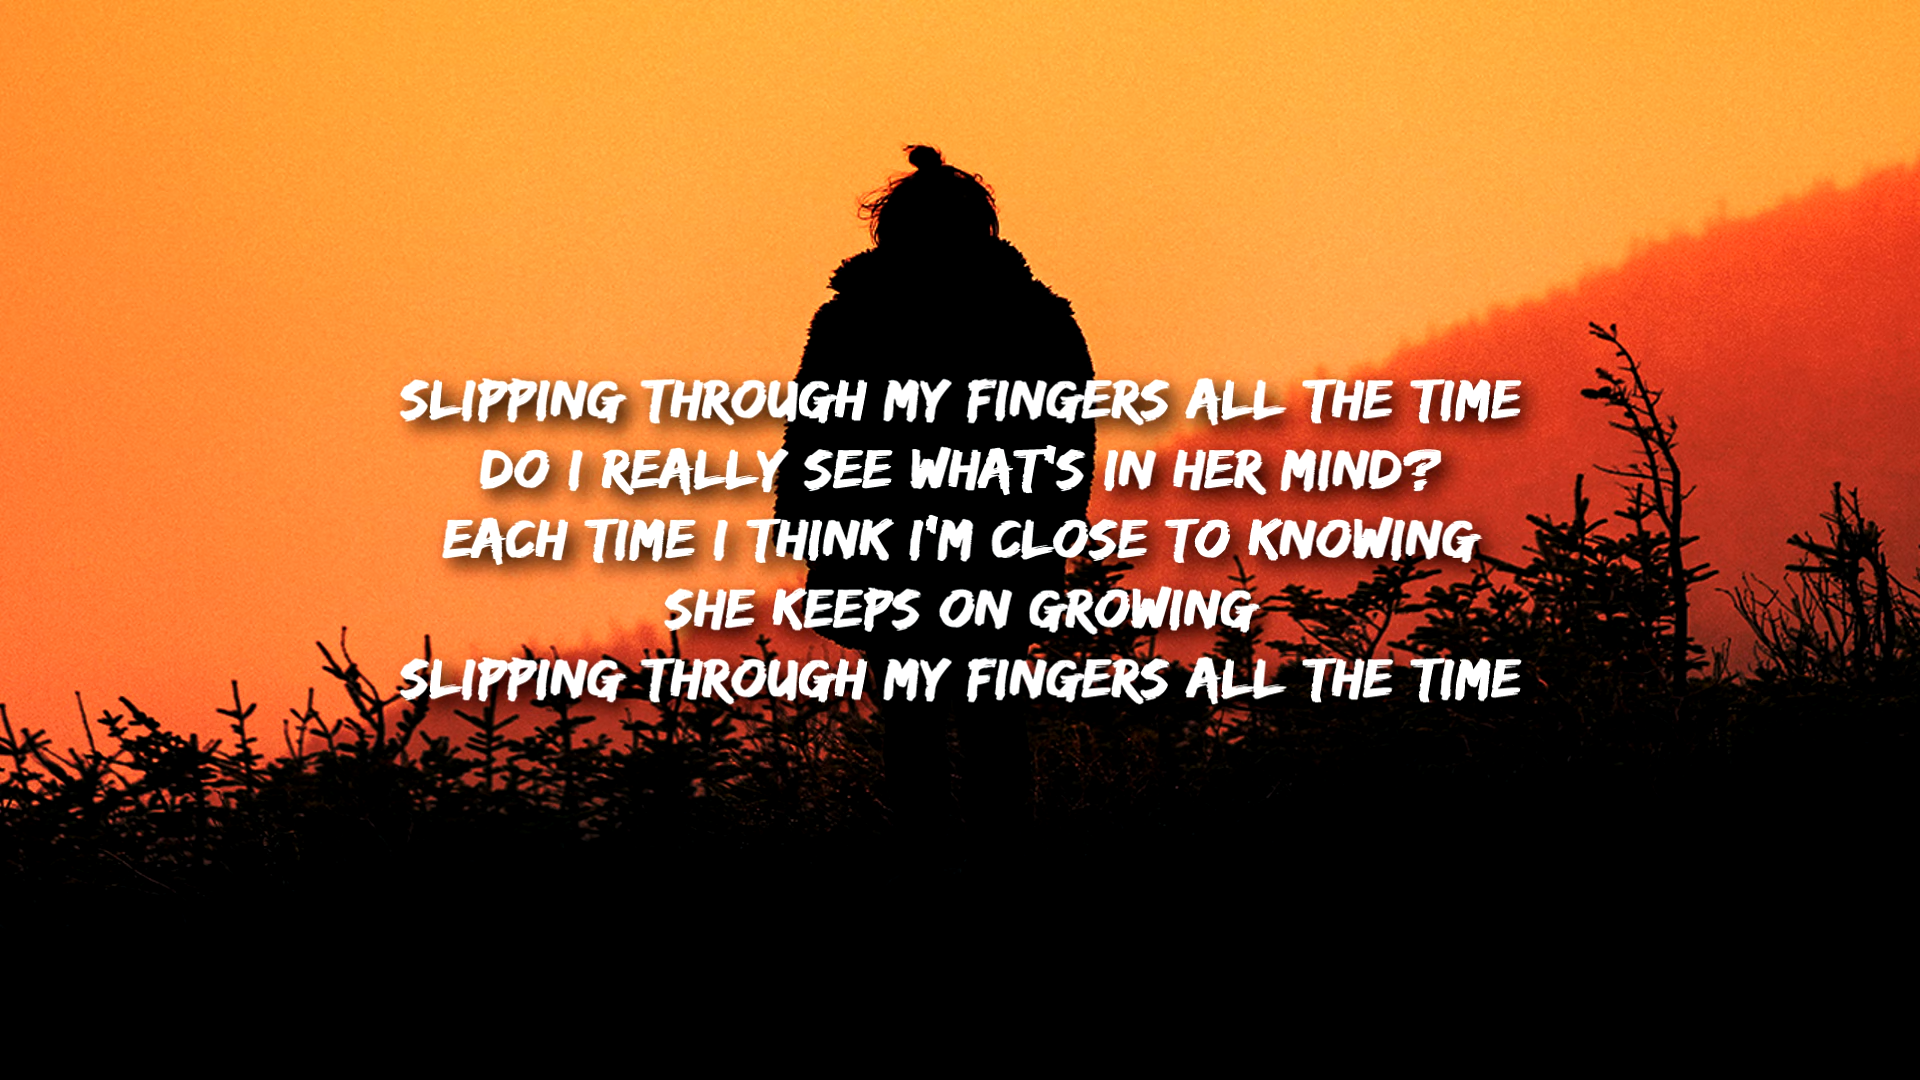 SLIPPING THROUGH MY FINGERS ALL THE TIME
DO I REALLY SEE WHAT'S IN HER MIND?
EACH TIME I THINK I'M CLOSE TO KNOWING
SHE KEEPS ON GROWING
SLIPPING THROUGH MY FINGERS ALL THE TIME